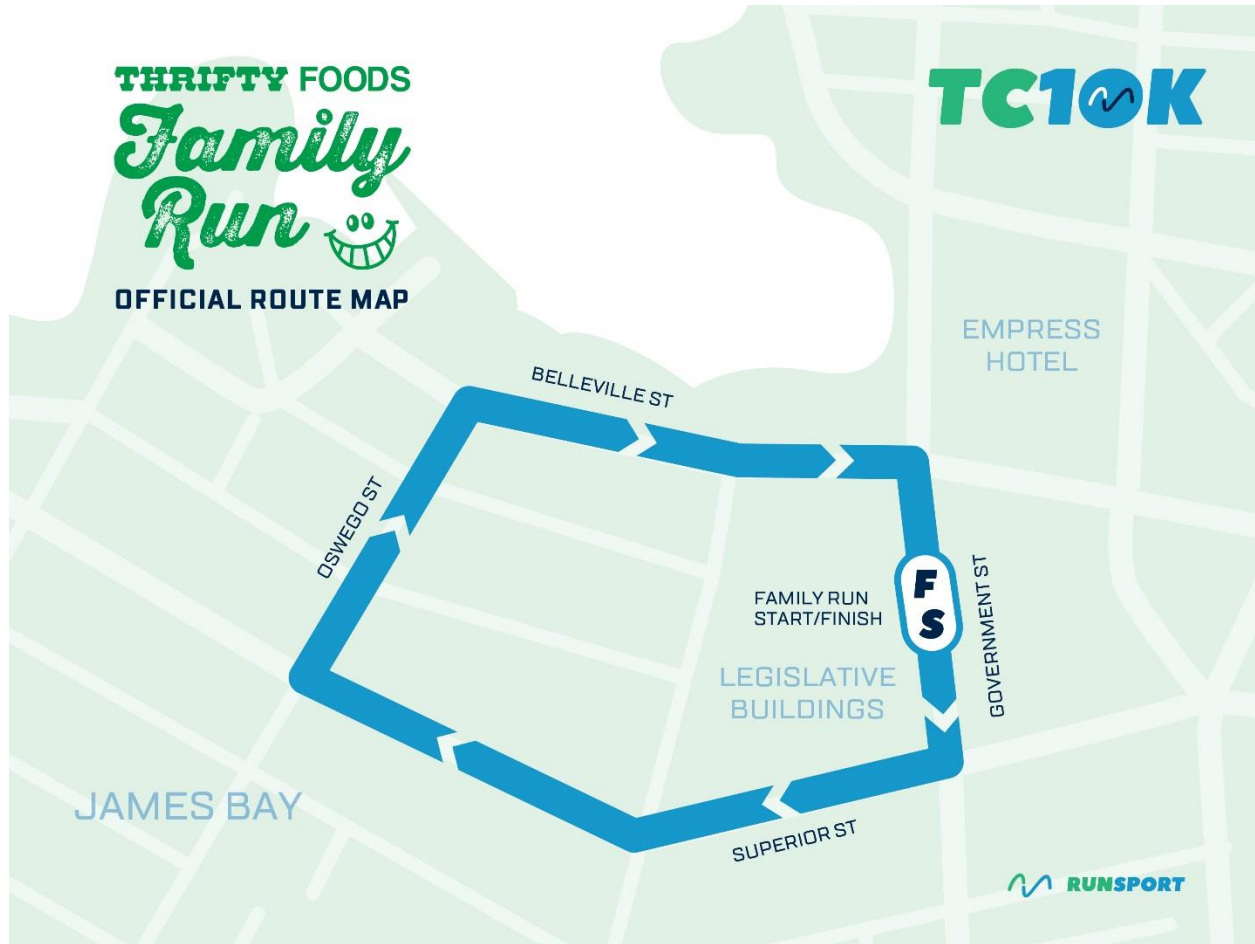 THRIFTY FOODS
Family
Run
OFFICIAL ROUTE MAP
TC10K
EMPRESS
HOTEL
BELLEVILLE ST
OSWEGO ST
FAMILY RUN
START/FINISH
F
S
GOVERNMENT ST
LEGISLATIVE
BUILDINGS
JAMES BAY
SUPERIOR ST
RUNSPORT